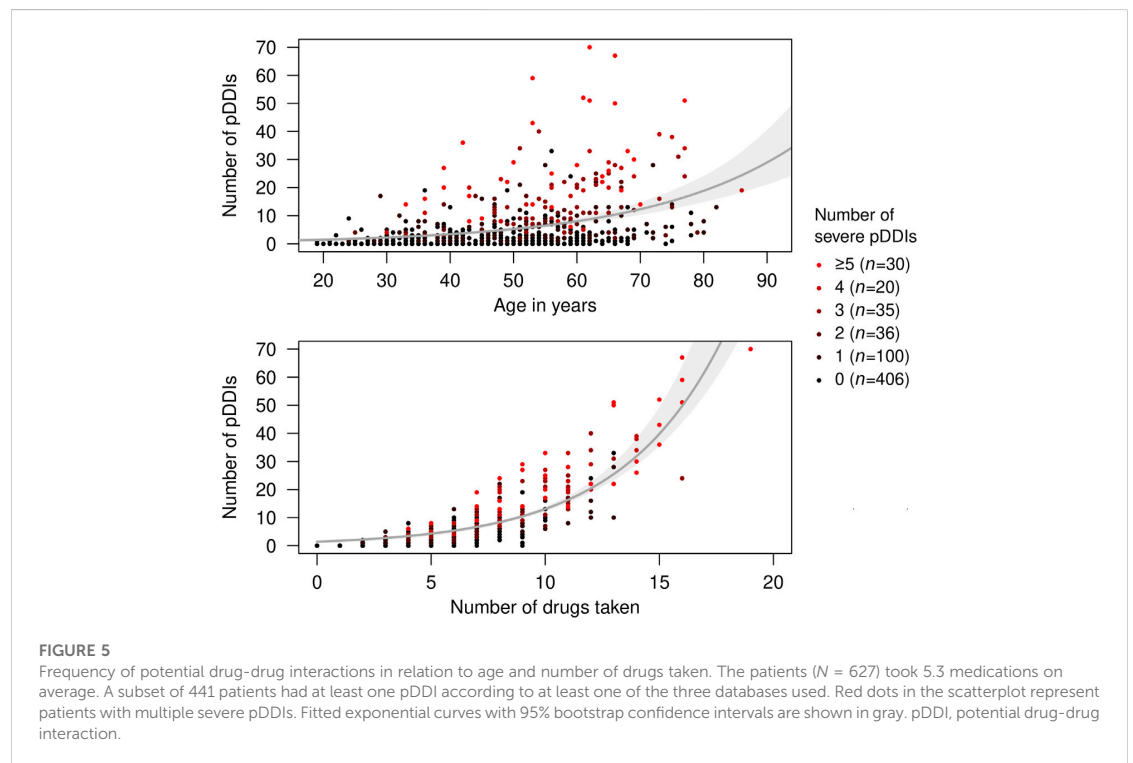 70
60
50
40
30
20
10
0
Number of pDDIs
20 30 40 50 60 70 80 90
Age in years
Number of
severe pDDIs
≥5 (n=30)
4 (n=20)
3 (n=35)
2 (n=36)
1 (n=100)
0 (n=406)
70
60
50
40
30
20
10
0
Number of pDDIs
0 5 10 15 20
Number of drugs taken
FIGURE 5
Frequency of potential drug-drug interactions in relation to age and number of drugs taken. The patients (N = 627) took 5.3 medications on
average. A subset of 441 patients had at least one pDDI according to at least one of the three databases used. Red dots in the scatterplot represent
patients with multiple severe pDDIs. Fitted exponential curves with 95% bootstrap confidence intervals are shown in gray. pDDI, potential drug-drug
interaction.